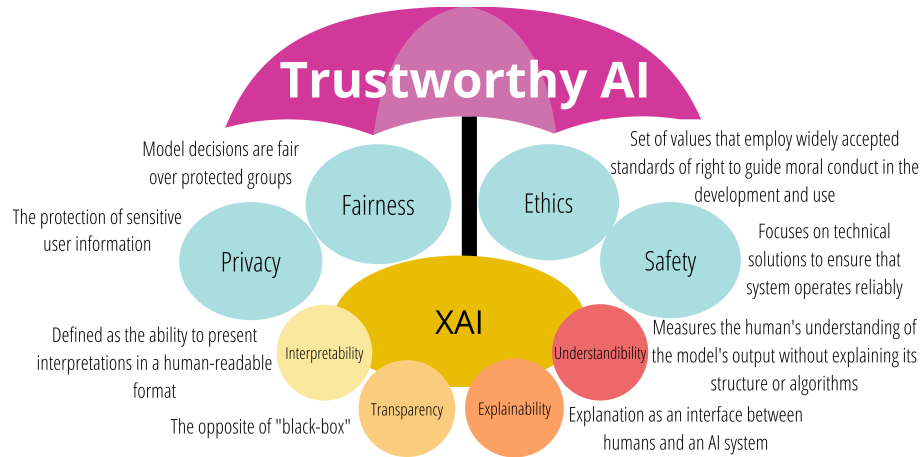 Trustworthy AI
Model decisions are fair
over protected groups
Fairness
Ethics
Set of values that employ widely accepted
standards of right to guide moral conduct in the
development and use
The protection of sensitive
user information
Privacy
Safety
Focuses on technical
solutions to ensure that
system operates reliably
XAI
Defined as the ability to present
interpretations in a human-readable
format
Interpretability
Understandibility
Measures the human's understanding of
the model's output without explaining its
structure or algorithms
The opposite of "black-box"
Transparency
Explainability
Explanation as an interface between
humans and an AI system